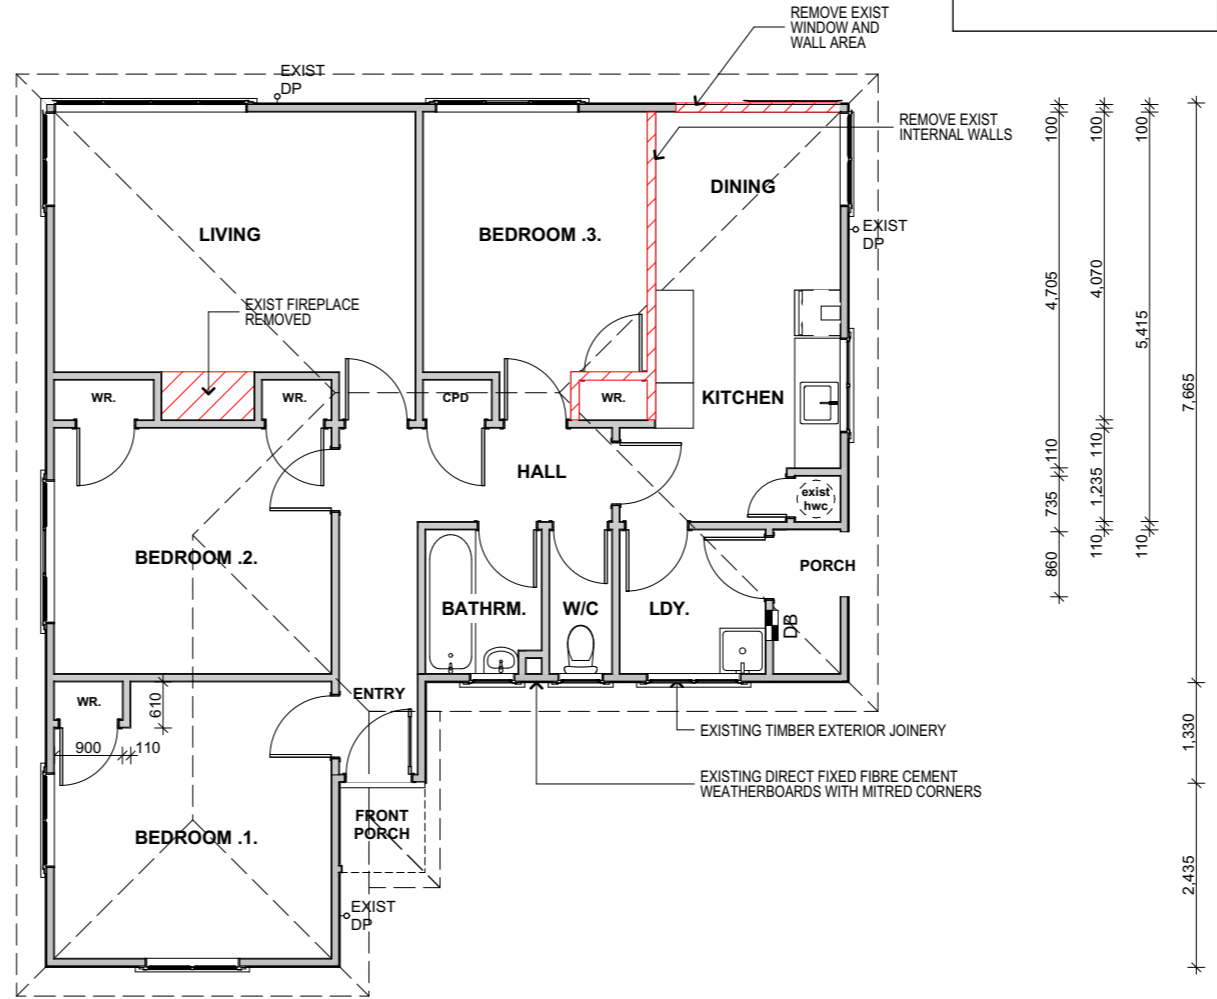 REMOVE EXIST
WINDOW AND
WALL AREA
EXIST
DP
REMOVE EXIST
INTERNAL WALLS
100
100
100
DINING
LIVING
BEDROOM .3.
EXIST
DP
4,705
4,070
5,415
7,665
EXIST FIREPLACE
REMOVED
WR.
WR.
CPD
WR.
KITCHEN
HALL
110
110
exist
hwc
735
1,235
BEDROOM .2.
110
110
860
PORCH
BATHRM.
W/C
LDY.
DB
WR.
610
ENTRY
900
110
EXISTING TIMBER EXTERIOR JOINERY
1,330
EXISTING DIRECT FIXED FIBRE CEMENT
WEATHERBOARDS WITH MITRED CORNERS
FRONT
PORCH
BEDROOM .1.
2,435
EXIST
DP